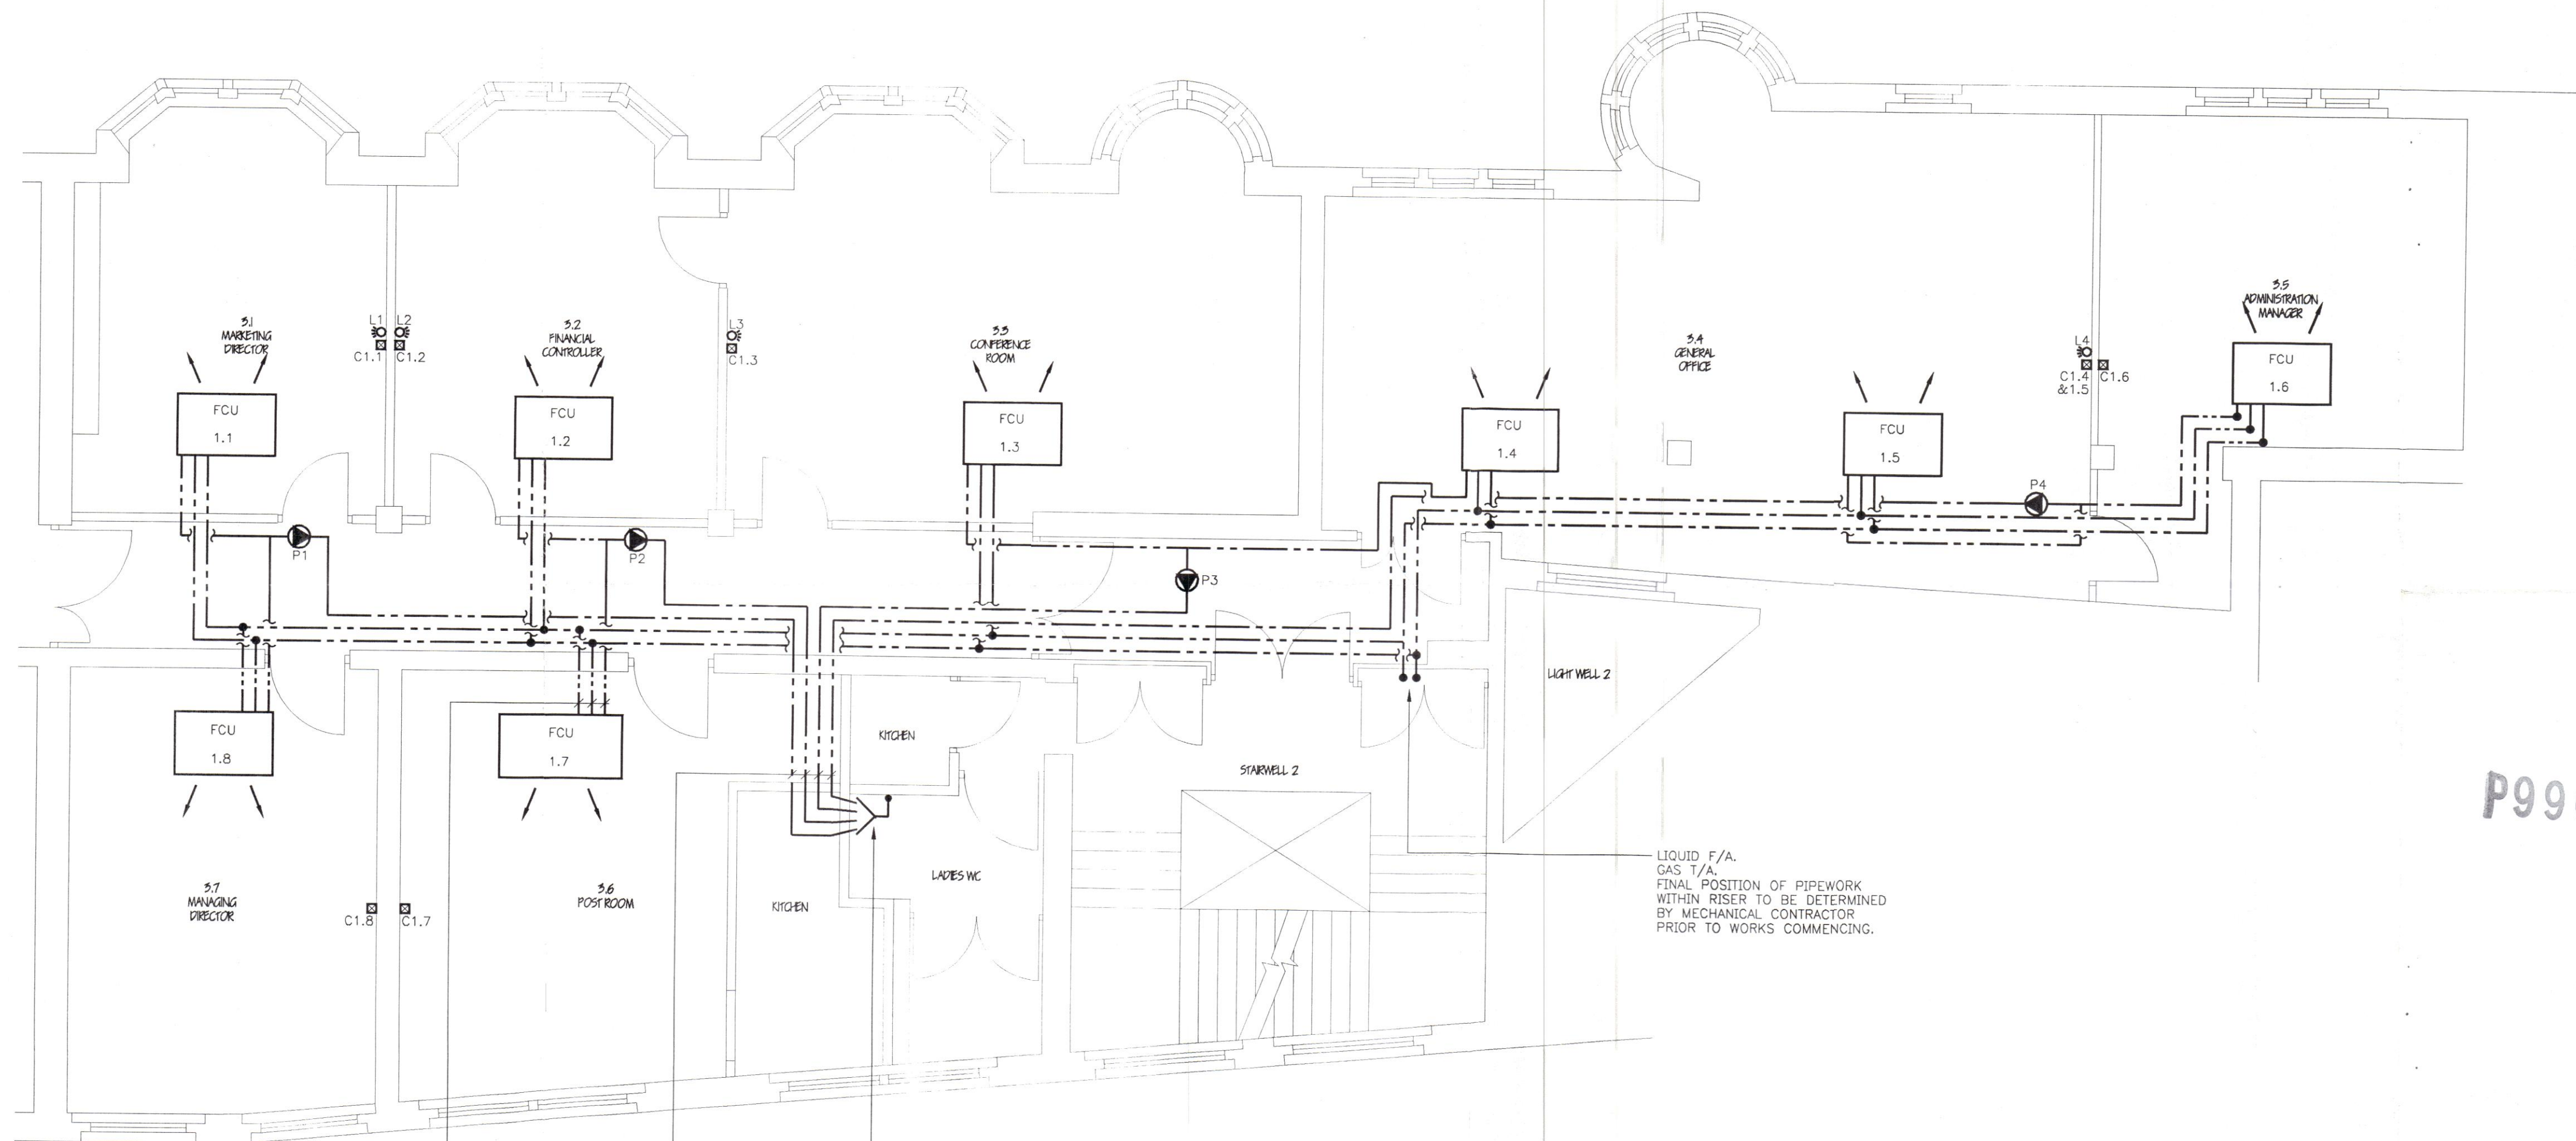 3.1
MARKETING
DIRECTOR
L1
L2
C1.1
C1.2
3.2
FINANCIAL
CONTROLLER
L3
C1.3
3.3
CONFERENCE
ROOM
3.4
GENERAL
OFFICE
L4
C1.4
&1.5
C1.6
3.5
ADMINISTRATION
MANAGER
FCU
1.1
FCU
1.2
FCU
1.3
FCU
1.4
FCU
1.5
FCU
1.6
P1
P2
P3
P4
FCU
1.8
FCU
1.7
KITCHEN
STAIRWELL 2
LIGHT WELL 2
3.7
MANAGING
DIRECTOR
C1.8
C1.7
3.6
POST ROOM
KITCHEN
LADIES WC
LIQUID F/A.
GAS T/A.
FINAL POSITION OF PIPEWORK
WITHIN RISER TO BE DETERMINED
BY MECHANICAL CONTRACTOR
PRIOR TO WORKS COMMENCING.
P99